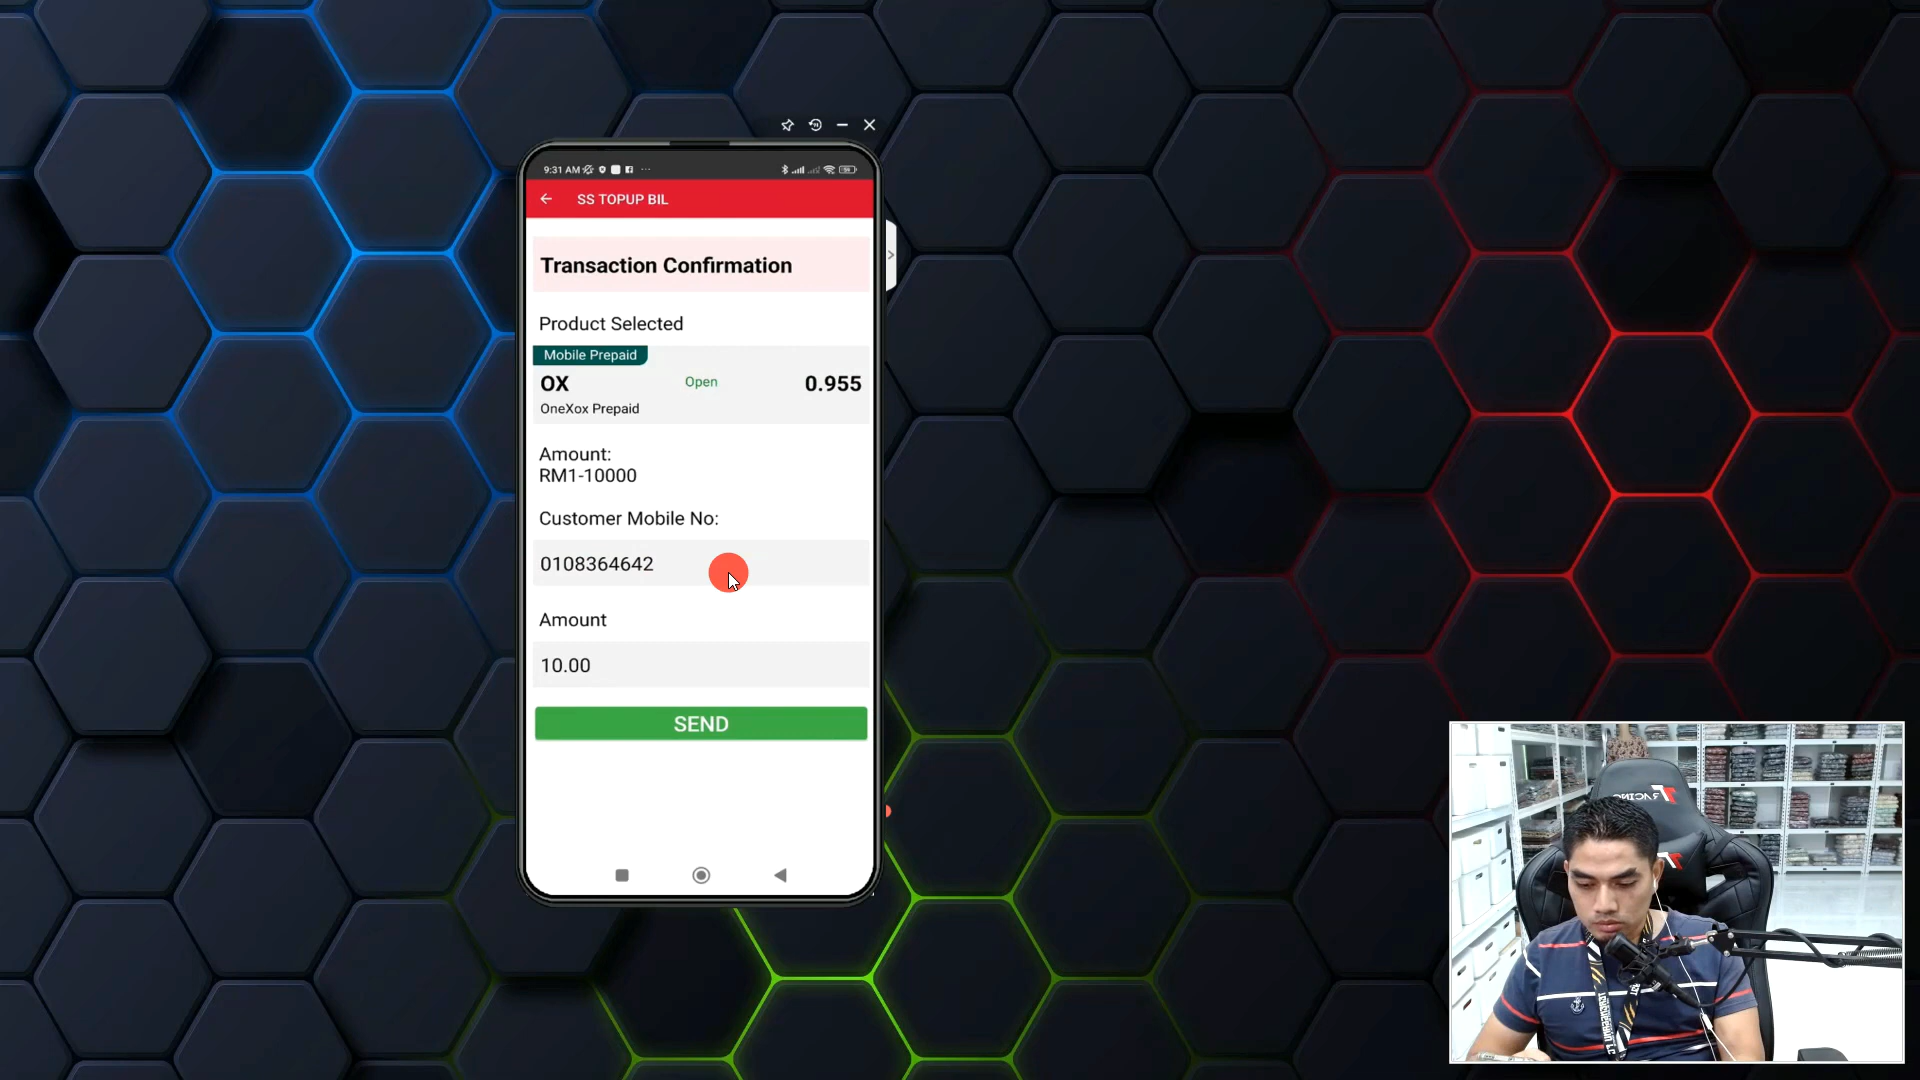 9:31 AM
SS TOPUP BIL
Transaction Confirmation
Product Selected
Mobile Prepaid
OX Open 0.955
OneXox Prepaid
Amount:
RM1-10000
Customer Mobile No:
0108364642
Amount
10.00
SEND